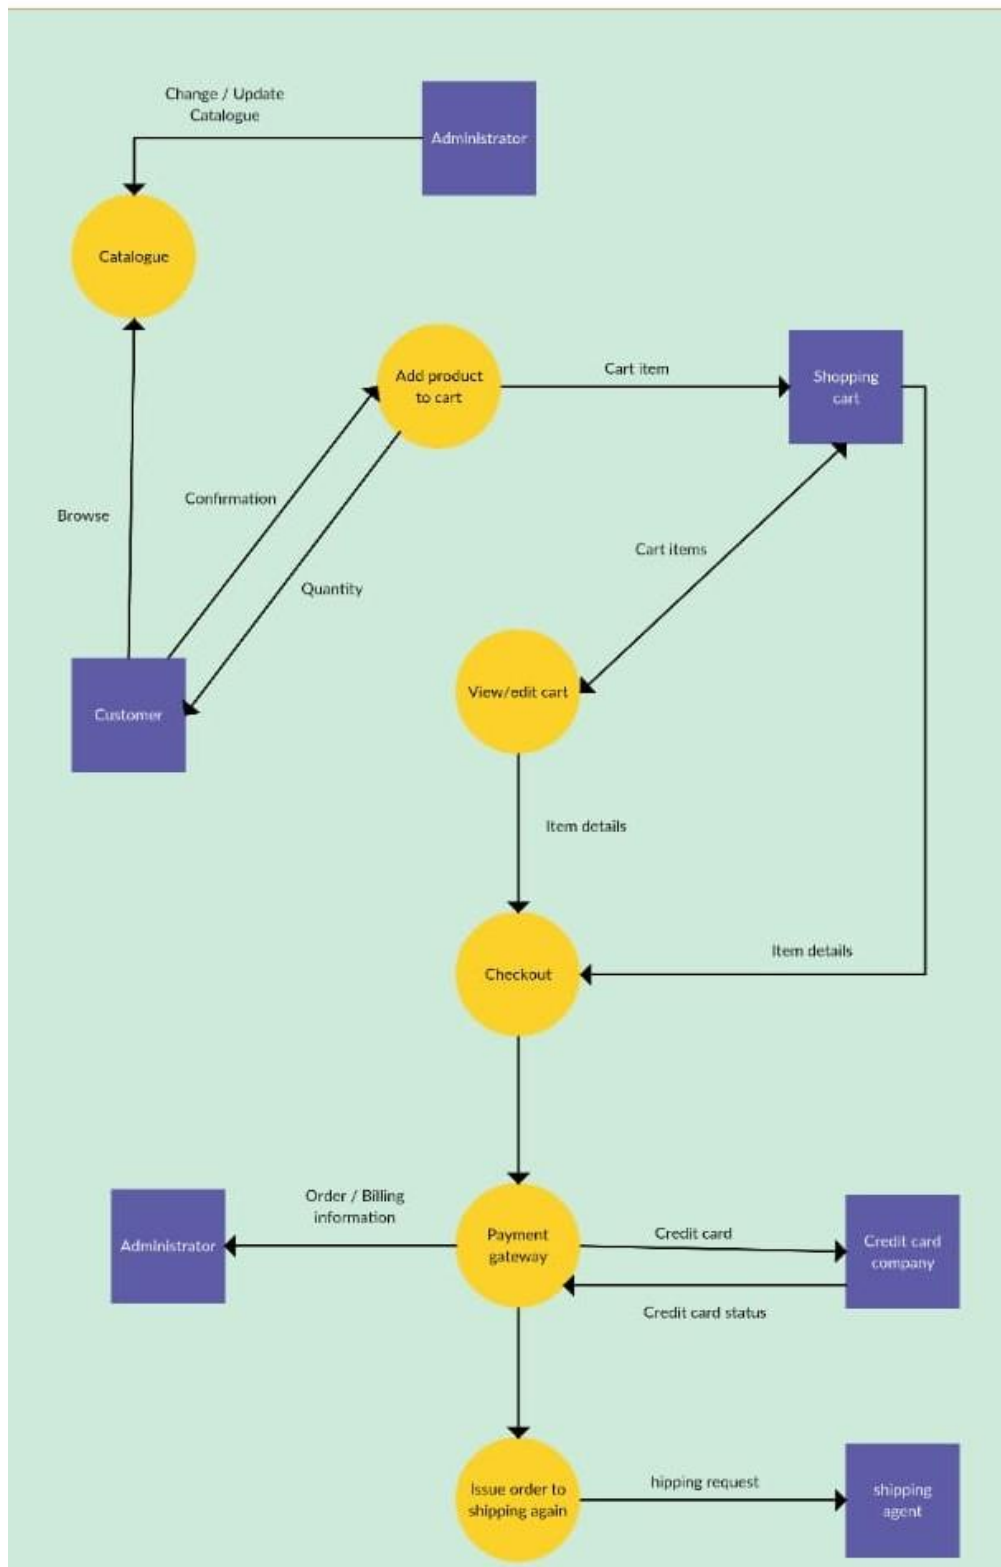 Change / Update
Catalogue
Administrator
Catalogue
Add product
to cart
Cart item
Shopping
cart
Confirmation
Browse
Cart items
Quantity
View/edit cart
Customer
Item details
Item details
Checkout
Order / Billing
information
Administrator
Payment
gateway
Credit card
Credit card
company
Credit card status
Issue order to
shipping again
hipping request
shipping
agent